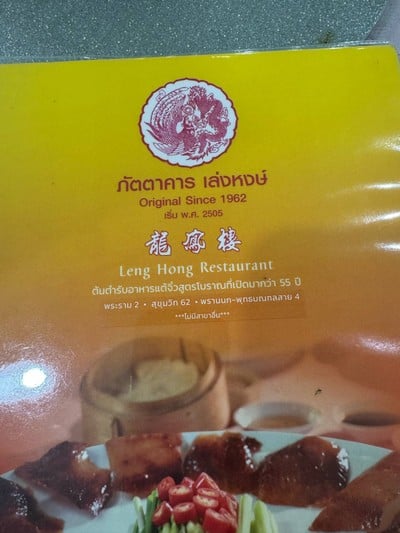 ภัตตาคาร เล่งหงษ์
Original Since 1962
เริ่ม พ.ศ. 2505
龍鳳樓
Leng Hong Restaurant
ต้นตำรับอาหารแต้จิ๋วสูตรโบราณที่เปิดมากว่า 55 ปี
พระราม 2 • สุขุมวิท 62 • พรานนก-พุทธมณฑลสาย 4
***ไม่มีสาขาอื่น***